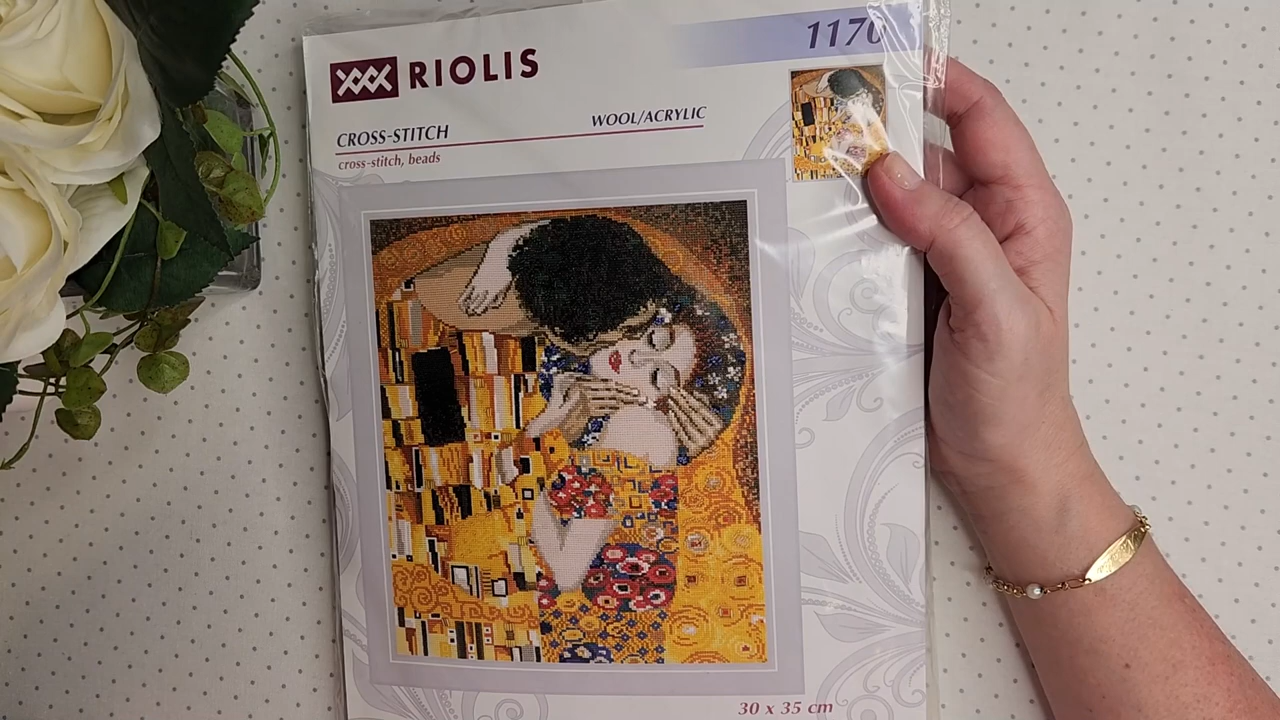 1170
RIOLIS
WOOL/ACRYLIC
CROSS-STITCH
cross-stitch, beads
30 x 35 cm